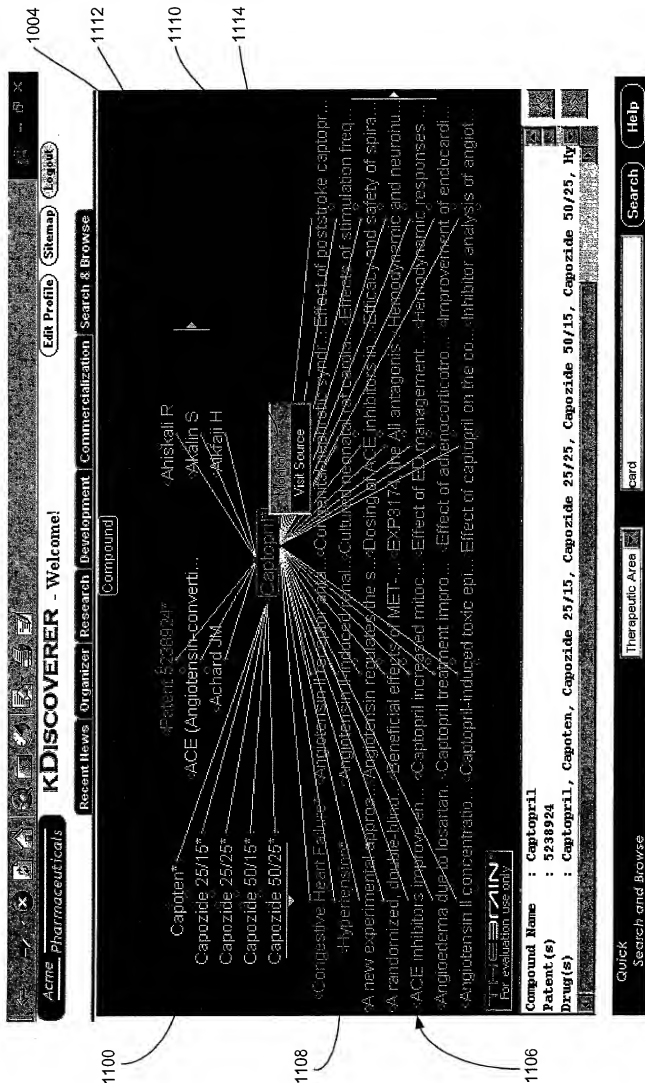 1004
1112
1110
1114
1100
1108
1106
Acme Pharmaceuticals
KDISCOVERER - Welcome!
Edit Profile Sitemap Logout
Recent News Organizer Research Development Commercialization Search & Browse
Compound
<Patent 5238924*
Capoten*
Capozide 25/15*
Capozide 25/25*
Capozide 50/15*
Capozide 50/25*
<ACE (Angiotensin-converti...
<Achard JM
<Ahiskali R
<Akalin S
<Alkfaji H
Captopril
Visit Source
<Congestive Heart Failure*
<Hypertension*
<Effect of poststroke captopr...
<Effects of stimulation freq...
<A new experimental approa...
<Angiotensin regulates the s...
<Dosing of ACE inhibitors in...
<Efficacy and safety of spira...
<A randomized, double-blind...
<Beneficial effects of MET-...
<EXP3174, the AII antagonis...
<Hemodynamic and neurohu...
<ACE inhibitors improve en...
<Captopril increased mitoc...
<Effect of ED management ...
<Hemodynamic responses ...
<Angioedema due to losartan.
<Captopril treatment impro...
<Effect of adrenocorticotro...
<Improvement of endocardi...
<Angiotensin II concentratio...
<Captopril-induced toxic epi...
Effect of captopril on the co...
<Inhibitor analysis of angiot...
THEBRAIN
For evaluation use only
Compound Name : Captopril
Patent(s) : 5238924
Drug(s) : Captopril, Capoten, Capozide 25/15, Capozide 25/25, Capozide 50/15, Capozide 50/25, Hy
Quick
Search and Browse
Therapeutic Area
card
Search Help